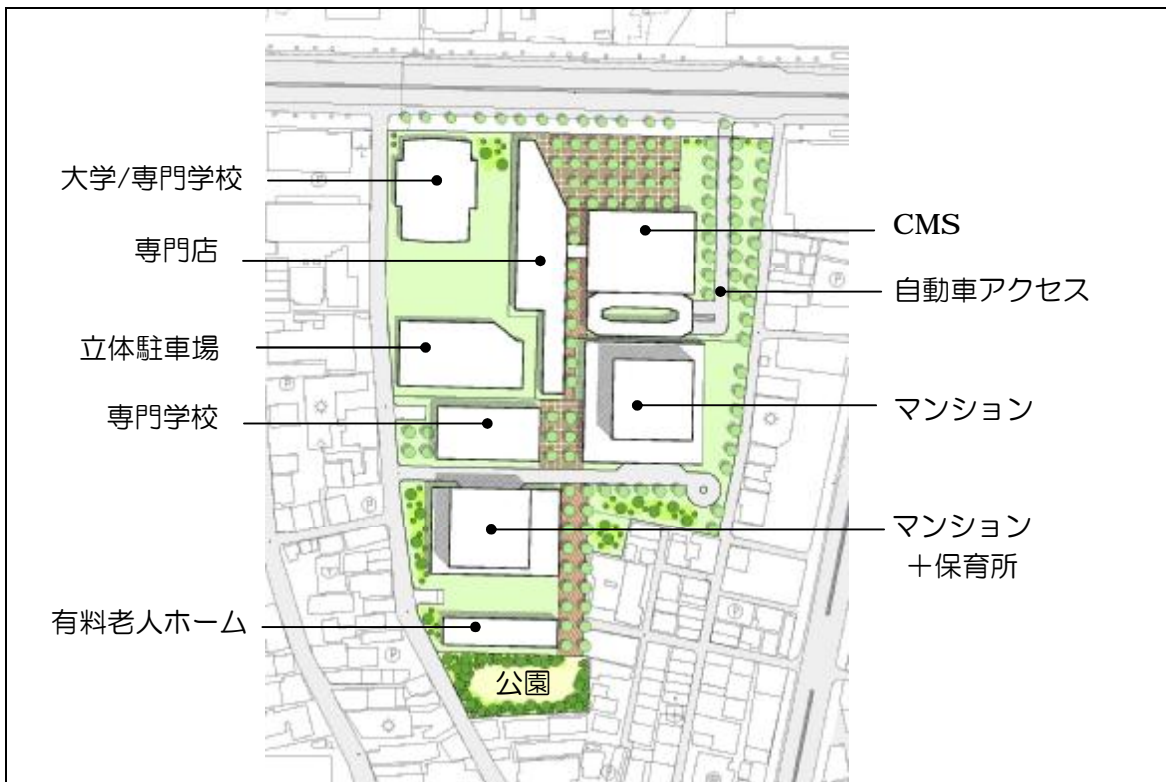 大学/専門学校
専門店
立体駐車場
専門学校
有料老人ホーム
CMS
自動車アクセス
マンション
マンション
＋保育所
公園
Ⓟ
Ⓟ
Ⓟ
Ⓟ
Ⓟ
Ⓟ